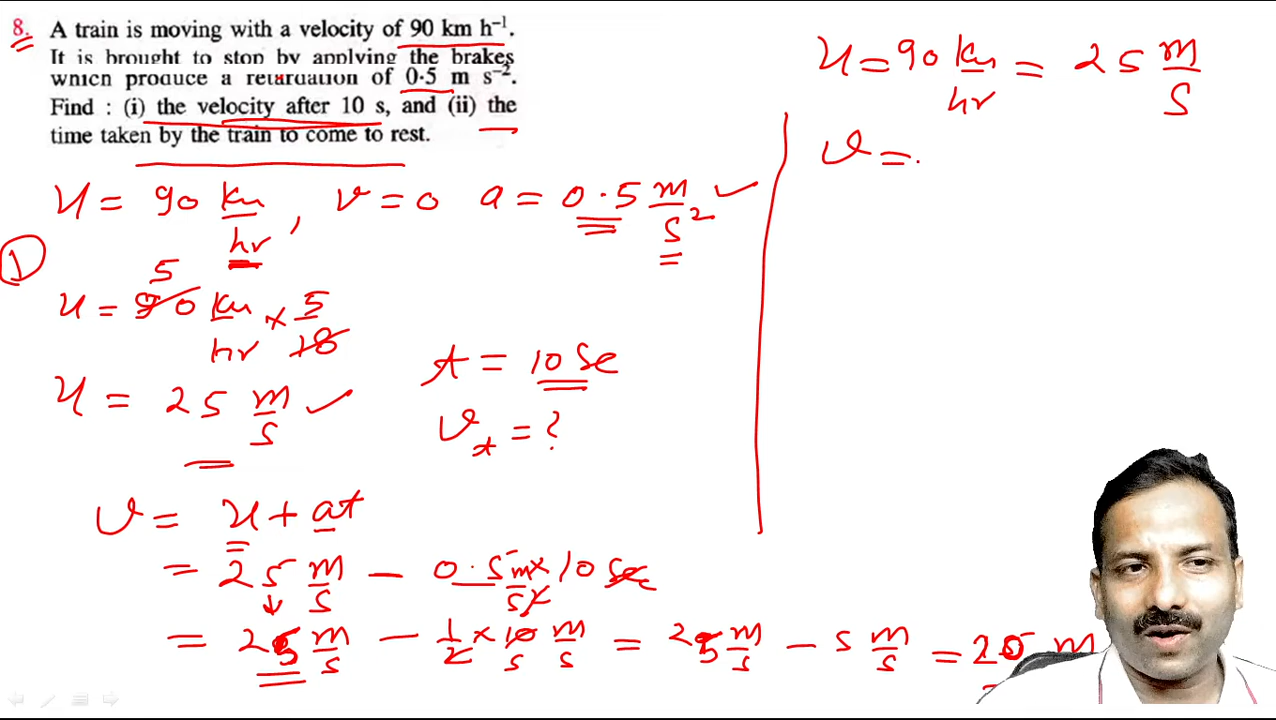 8. A train is moving with a velocity of 90 km h⁻¹.
It is brought to stop by applying the brakes
which produce a retardation of 0·5 m s⁻².
Find : (i) the velocity after 10 s, and (ii) the
time taken by the train to come to rest.
u = 90 km/hr , v = 0 a = 0.5 m/s² ✓
①
u = 90 km/hr × 5/18
5
u = 25 m/s ✓
t = 10 Se
v_t = ?
v = u + at
= 25 m/s − 0.5 m/s² × 10 sec
= 25 m/s − 1/2 × 10 m/s = 25 m/s − 5 m/s = 20 m
u = 90 km/hr = 25 m/s
v =